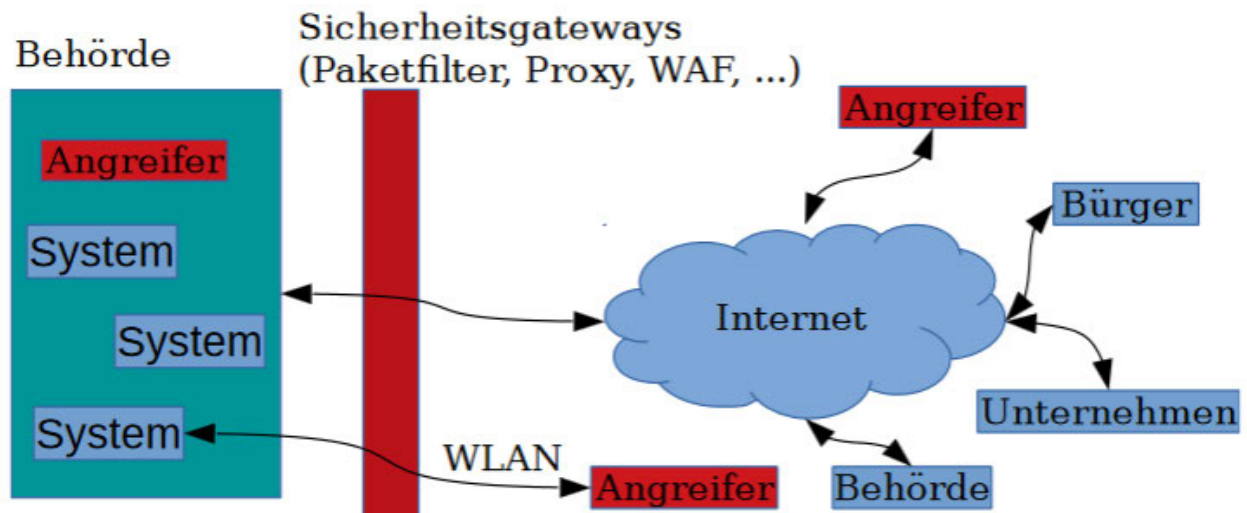 Behörde
Sicherheitsgateways
(Paketfilter, Proxy, WAF, ...)
Angreifer
Angreifer
Bürger
System
Internet
System
Unternehmen
System
WLAN
Angreifer
Behörde